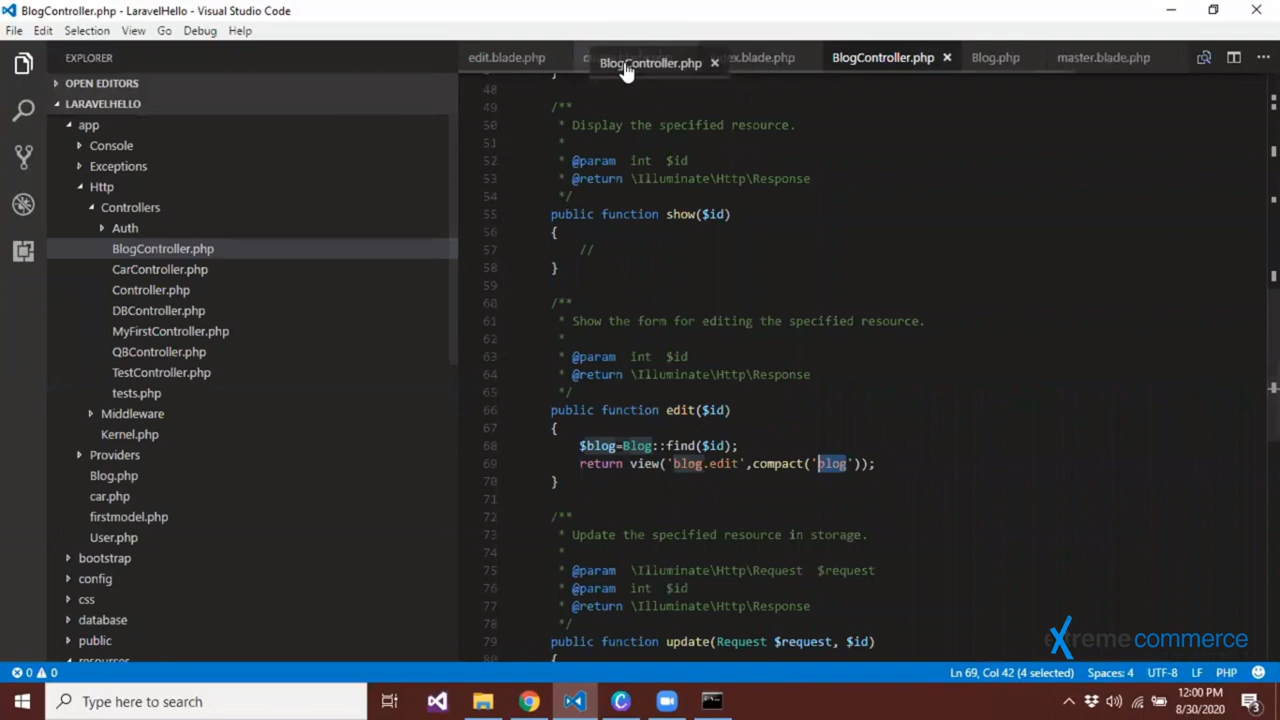 BlogController.php - LaravelHello - Visual Studio Code
File Edit Selection View Go Debug Help
EXPLORER
OPEN EDITORS
LARAVELHELLO
app
Console
Exceptions
Http
Controllers
Auth
BlogController.php
CarController.php
Controller.php
DBController.php
MyFirstController.php
QBController.php
TestController.php
tests.php
Middleware
Kernel.php
Providers
Blog.php
car.php
firstmodel.php
User.php
bootstrap
config
css
database
public
resources
edit.blade.php BlogController.php BlogController.php Blog.php master.blade.php
48
49 /**
50 * Display the specified resource.
51 *
52 * @param int $id
53 * @return \Illuminate\Http\Response
54 */
55 public function show($id)
56 {
57 //
58 }
59
60 /**
61 * Show the form for editing the specified resource.
62 *
63 * @param int $id
64 * @return \Illuminate\Http\Response
65 */
66 public function edit($id)
67 {
68 $blog=Blog::find($id);
69 return view('blog.edit',compact('blog'));
70 }
71
72 /**
73 * Update the specified resource in storage.
74 *
75 * @param \Illuminate\Http\Request $request
76 * @param int $id
77 * @return \Illuminate\Http\Response
78 */
79 public function update(Request $request, $id)
80 {
extreme commerce
0 0 Ln 69, Col 42 (4 selected) Spaces: 4 UTF-8 LF PHP
Type here to search
12:00 PM
8/30/2020
3